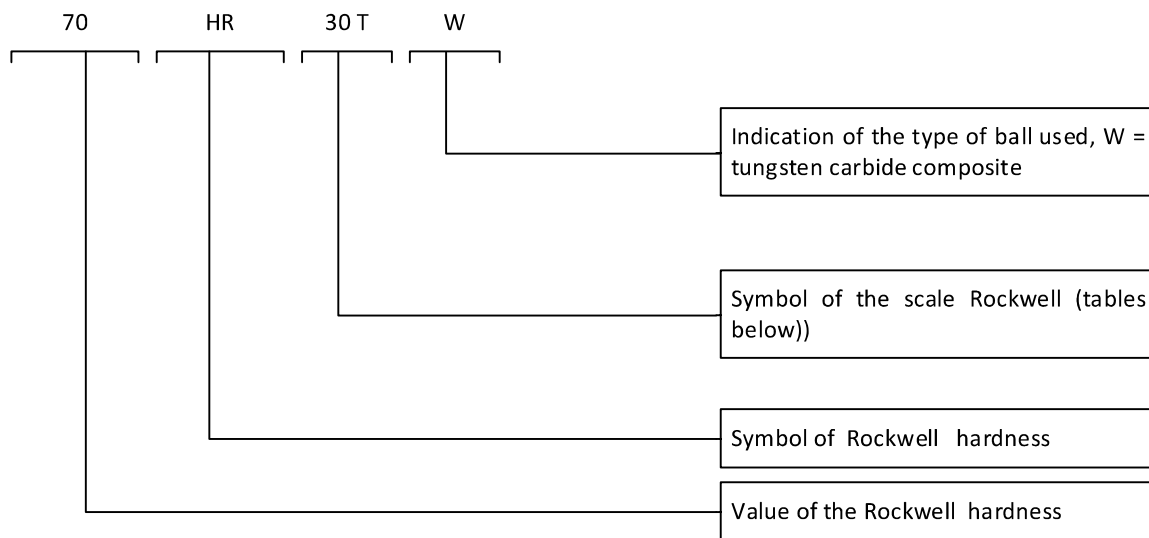 70 HR 30 T W
Indication of the type of ball used, W =
tungsten carbide composite
Symbol of the scale Rockwell (tables
below))
Symbol of Rockwell hardness
Value of the Rockwell hardness